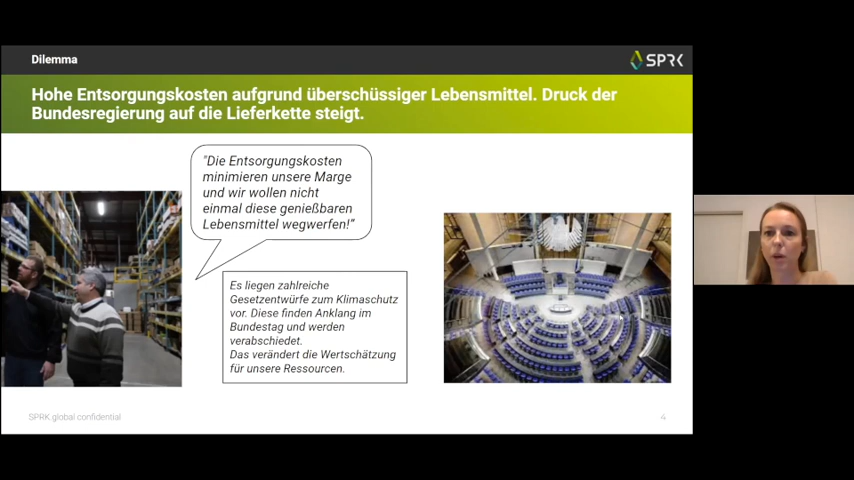 Dilemma
SPRK
Hohe Entsorgungskosten aufgrund überschüssiger Lebensmittel. Druck der
Bundesregierung auf die Lieferkette steigt.
"Die Entsorgungskosten
minimieren unsere Marge
und wir wollen nicht
einmal diese genießbaren
Lebensmittel wegwerfen!“
Es liegen zahlreiche
Gesetzentwürfe zum Klimaschutz
vor. Diese finden Anklang im
Bundestag und werden
verabschiedet.
Das verändert die Wertschätzung
für unsere Ressourcen.
SPRK.global confidential
4